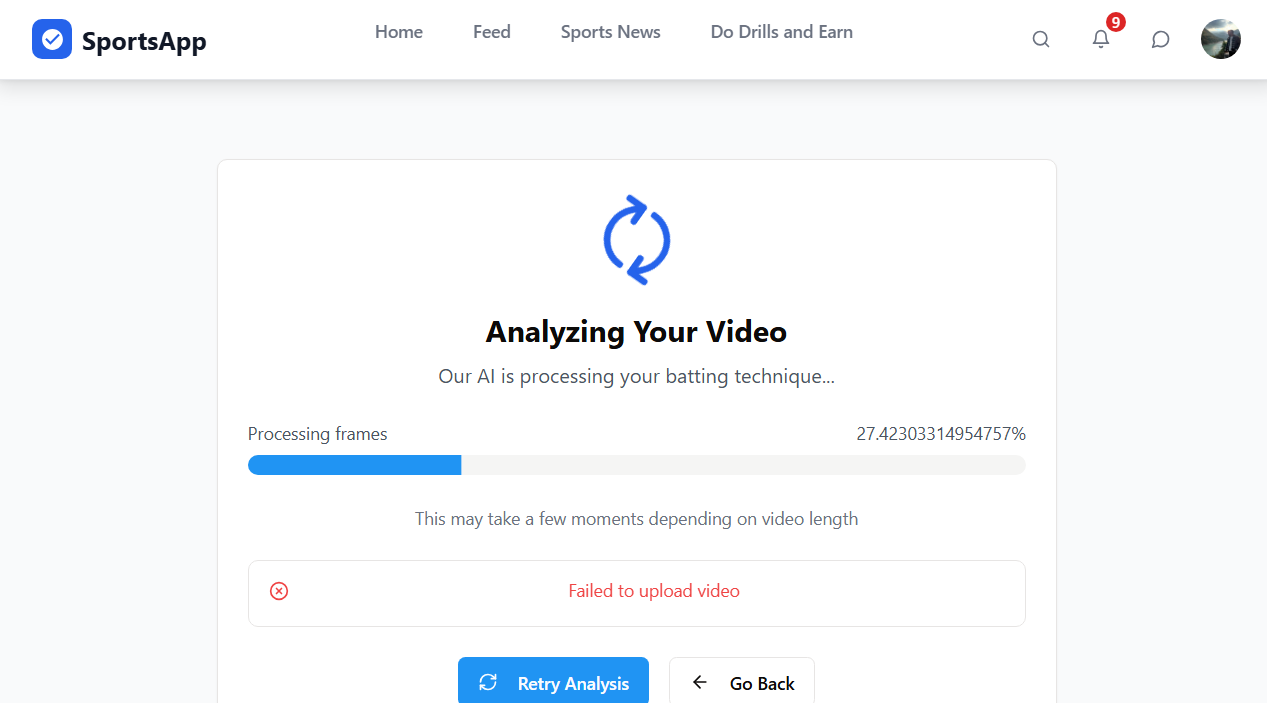 SportsApp
Home Feed Sports News Do Drills and Earn
9
Analyzing Your Video
Our AI is processing your batting technique...
Processing frames 27.42303314954757%
This may take a few moments depending on video length
Failed to upload video
Retry Analysis Go Back